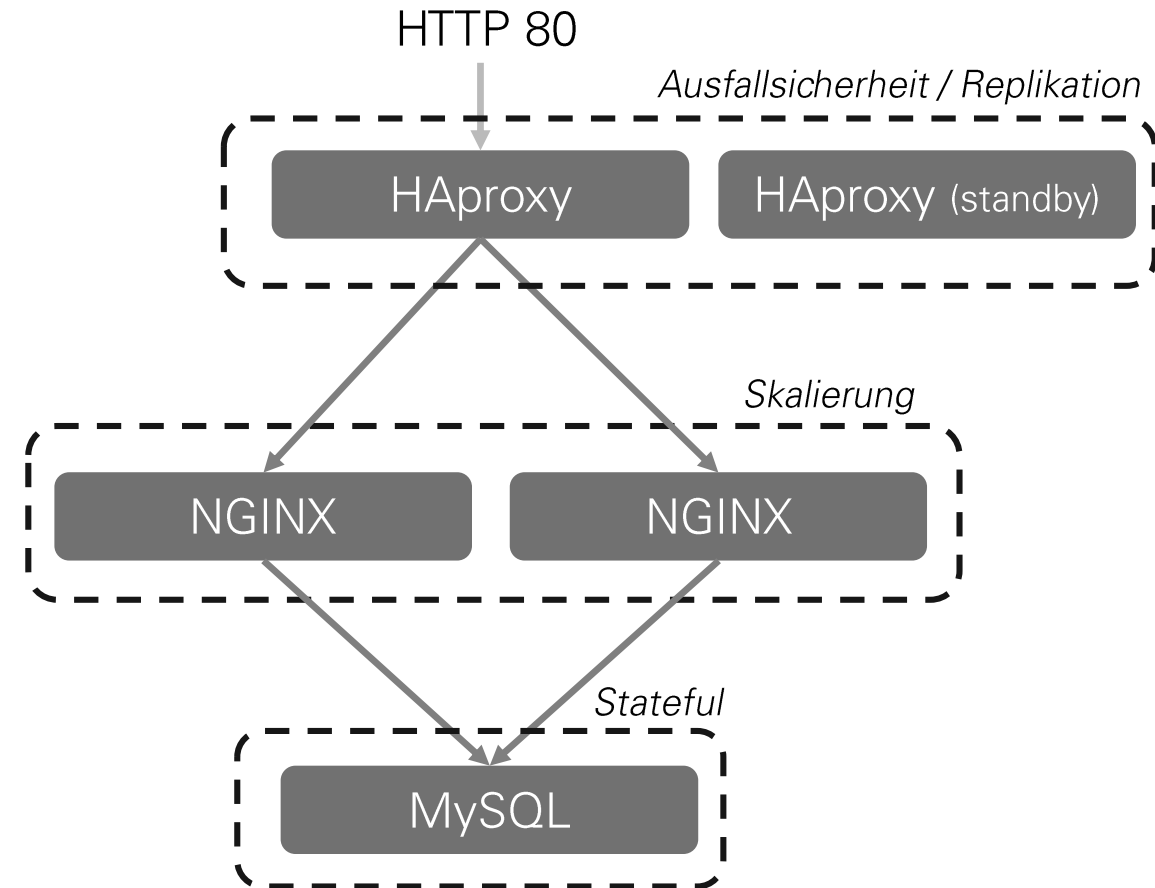 HTTP 80
Ausfallsicherheit / Replikation
HAproxy
HAproxy (standby)
Skalierung
NGINX
NGINX
Stateful
MySQL